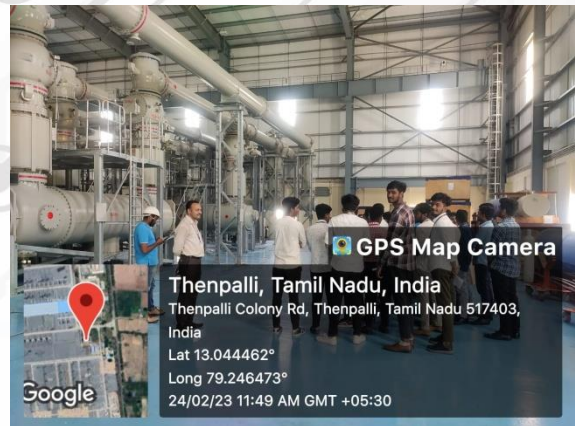 GPS Map Camera
Thenpalli, Tamil Nadu, India
Thenpalli Colony Rd, Thenpalli, Tamil Nadu 517403,
India
Lat 13.044462°
Long 79.246473°
24/02/23 11:49 AM GMT +05:30
Google